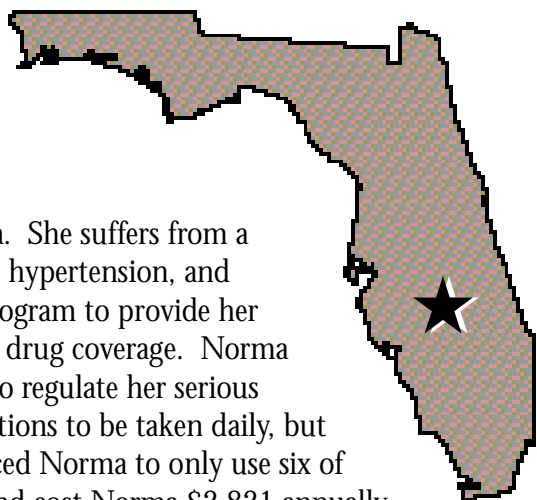 a. She suffers from a
hypertension, and
ogram to provide her
drug coverage. Norma
o regulate her serious
tions to be taken daily, but
ced Norma to only use six of
nd cost Norma $2,821 annually